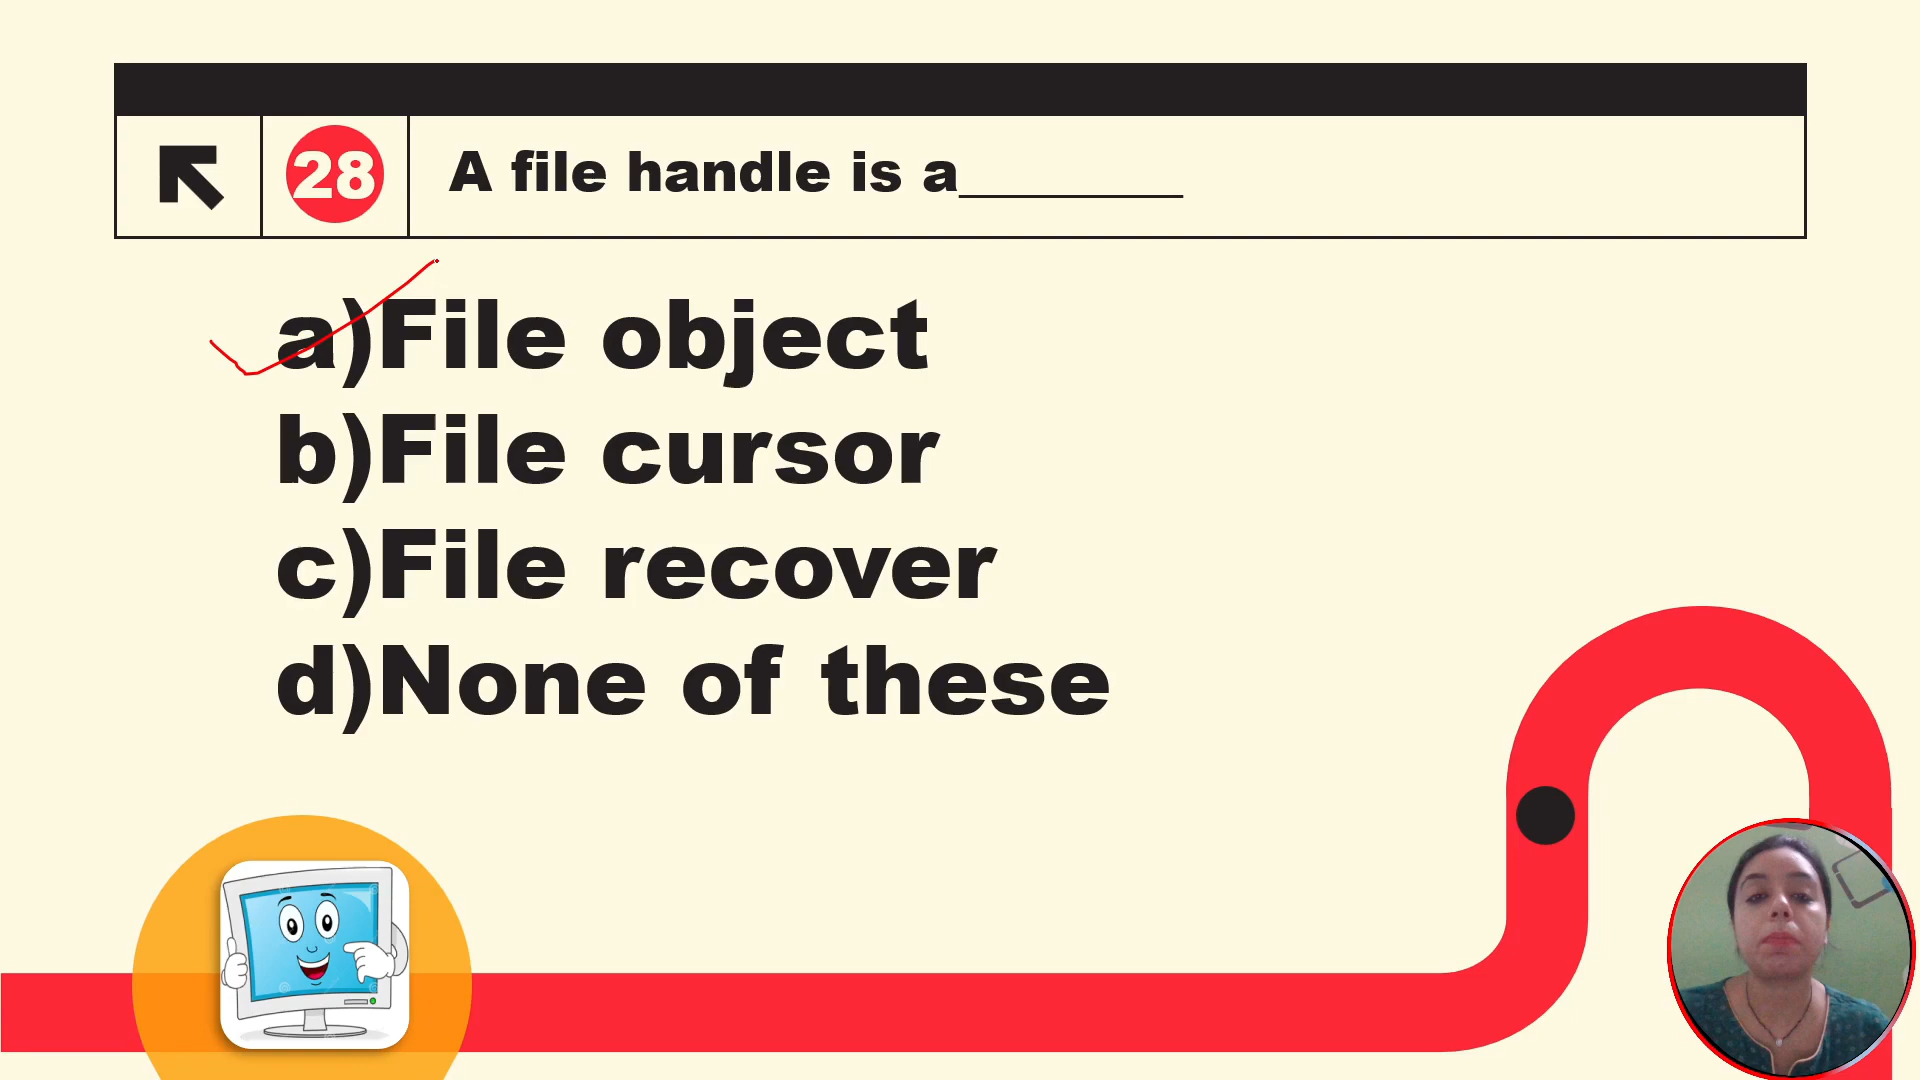 28
A file handle is a________
a)File object
b)File cursor
c)File recover
d)None of these